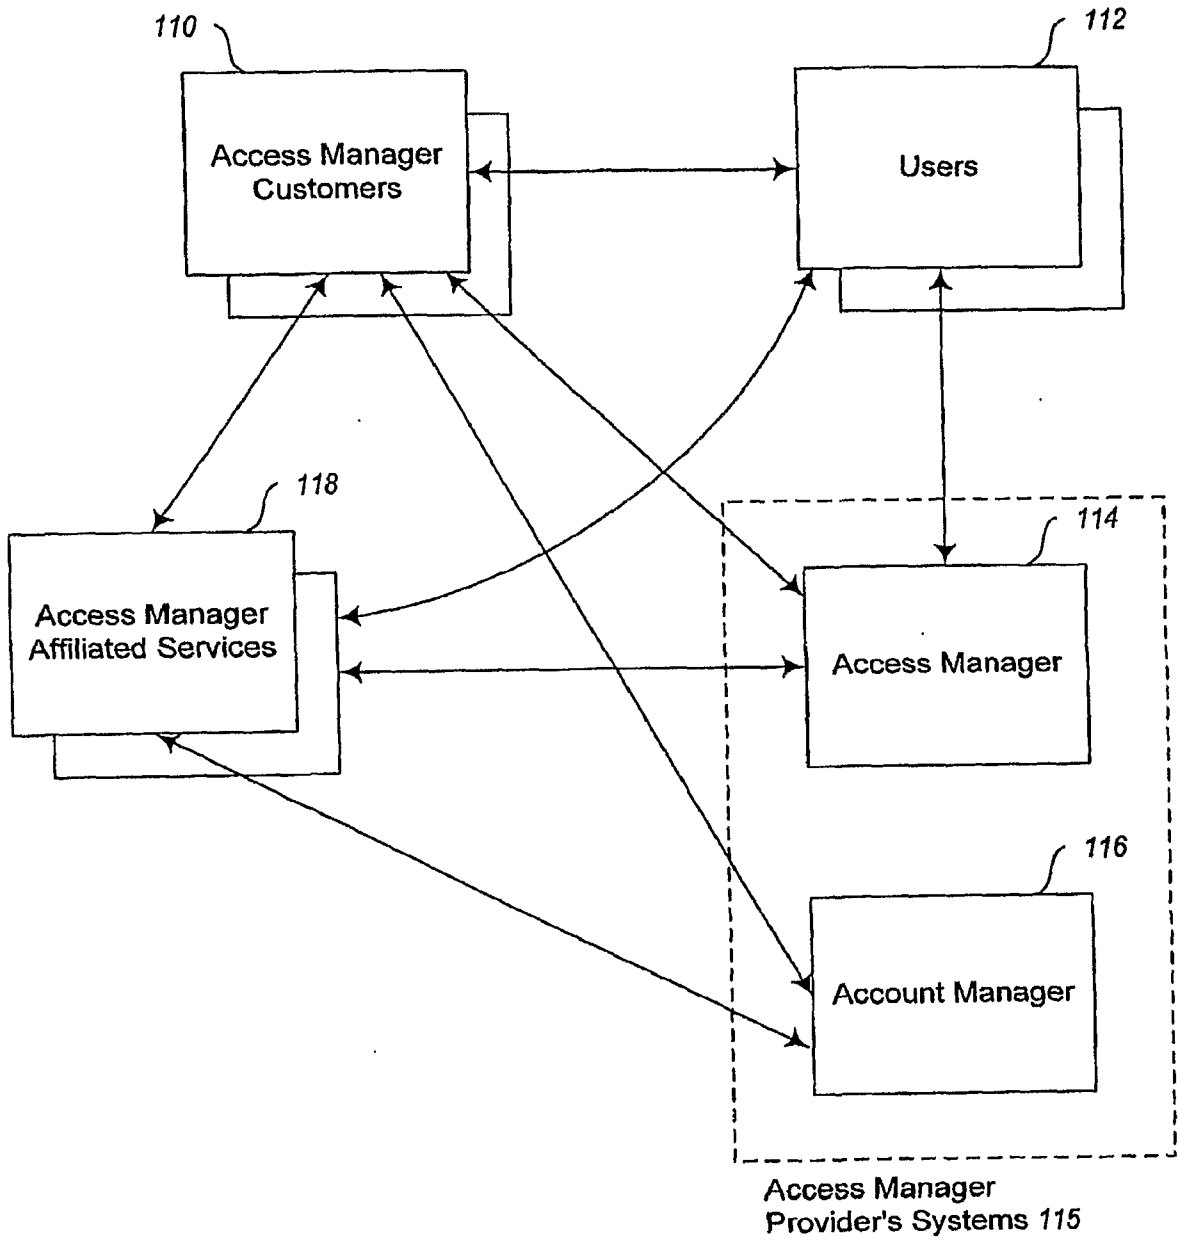 110
112
Access Manager
Customers
Users
118
114
Access Manager
Affiliated Services
Access Manager
116
Account Manager
Access Manager
Provider's Systems 115